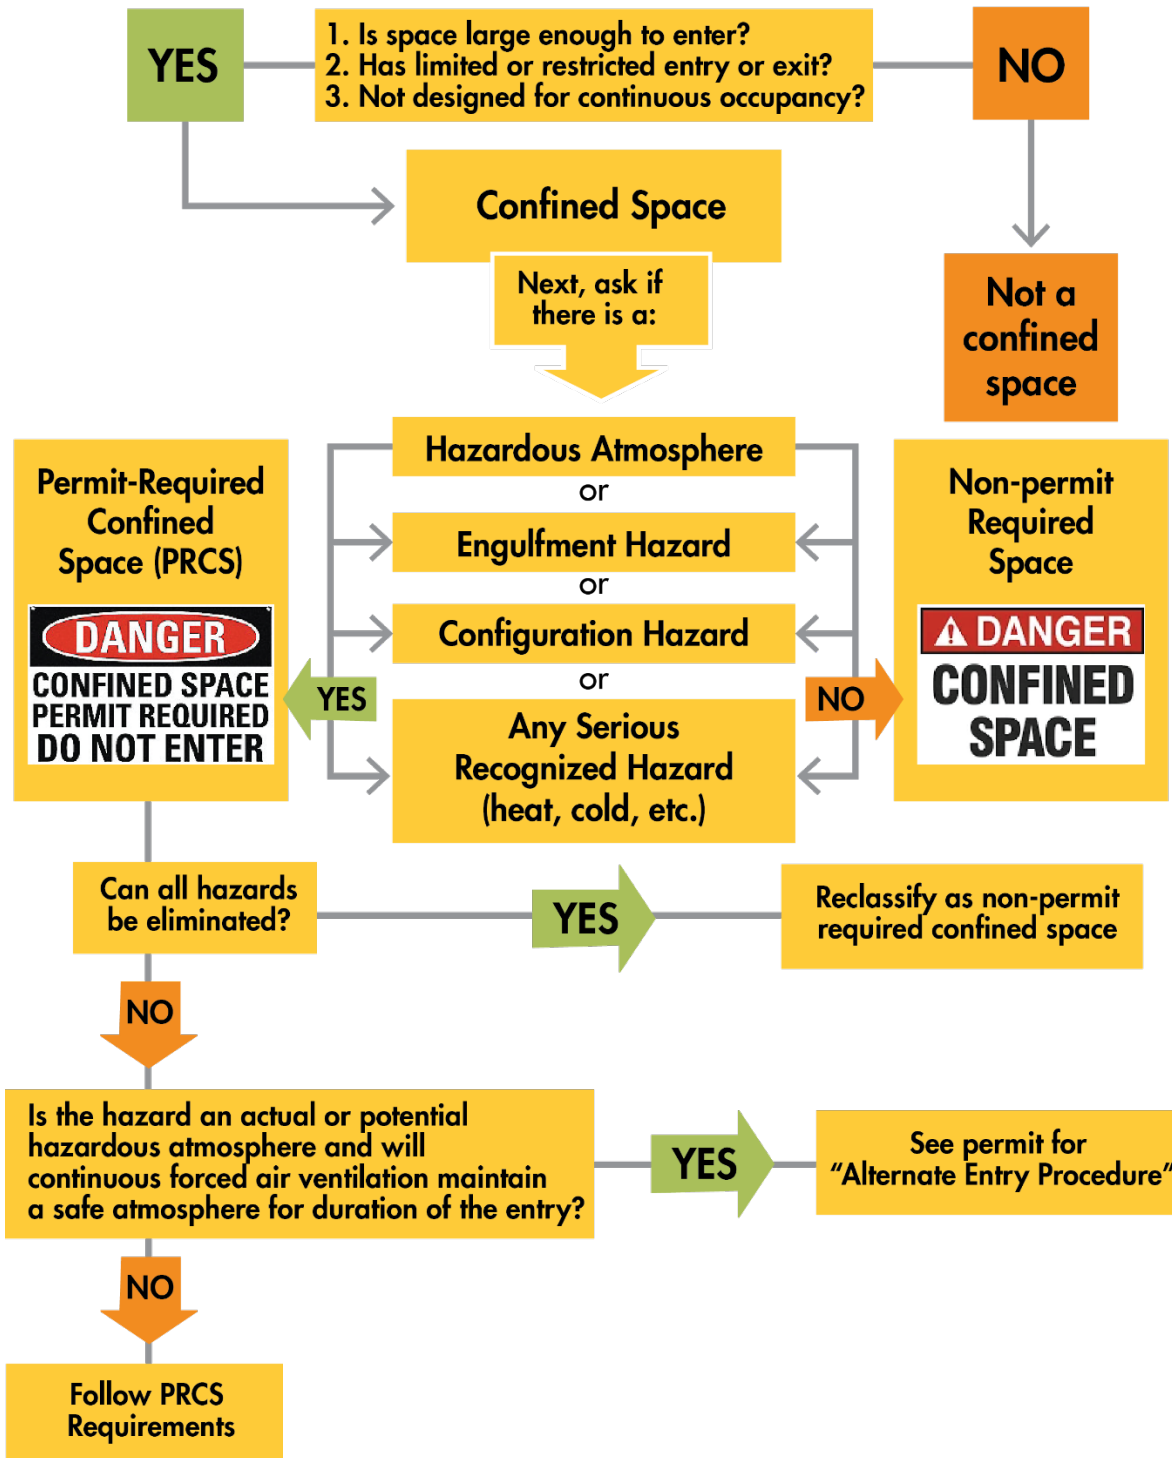 YES
1. Is space large enough to enter?
2. Has limited or restricted entry or exit?
3. Not designed for continuous occupancy?
NO
Confined Space
Next, ask if
there is a:
Not a
confined
space
Hazardous Atmosphere
or
Engulfment Hazard
or
Configuration Hazard
or
Any Serious
Recognized Hazard
(heat, cold, etc.)
Permit-Required
Confined
Space (PRCS)
DANGER
CONFINED SPACE
PERMIT REQUIRED
DO NOT ENTER
YES
NO
Non-permit
Required
Space
DANGER
CONFINED
SPACE
Can all hazards
be eliminated?
YES
Reclassify as non-permit
required confined space
NO
Is the hazard an actual or potential
hazardous atmosphere and will
continuous forced air ventilation maintain
a safe atmosphere for duration of the entry?
YES
See permit for
“Alternate Entry Procedure”
NO
Follow PRCS
Requirements